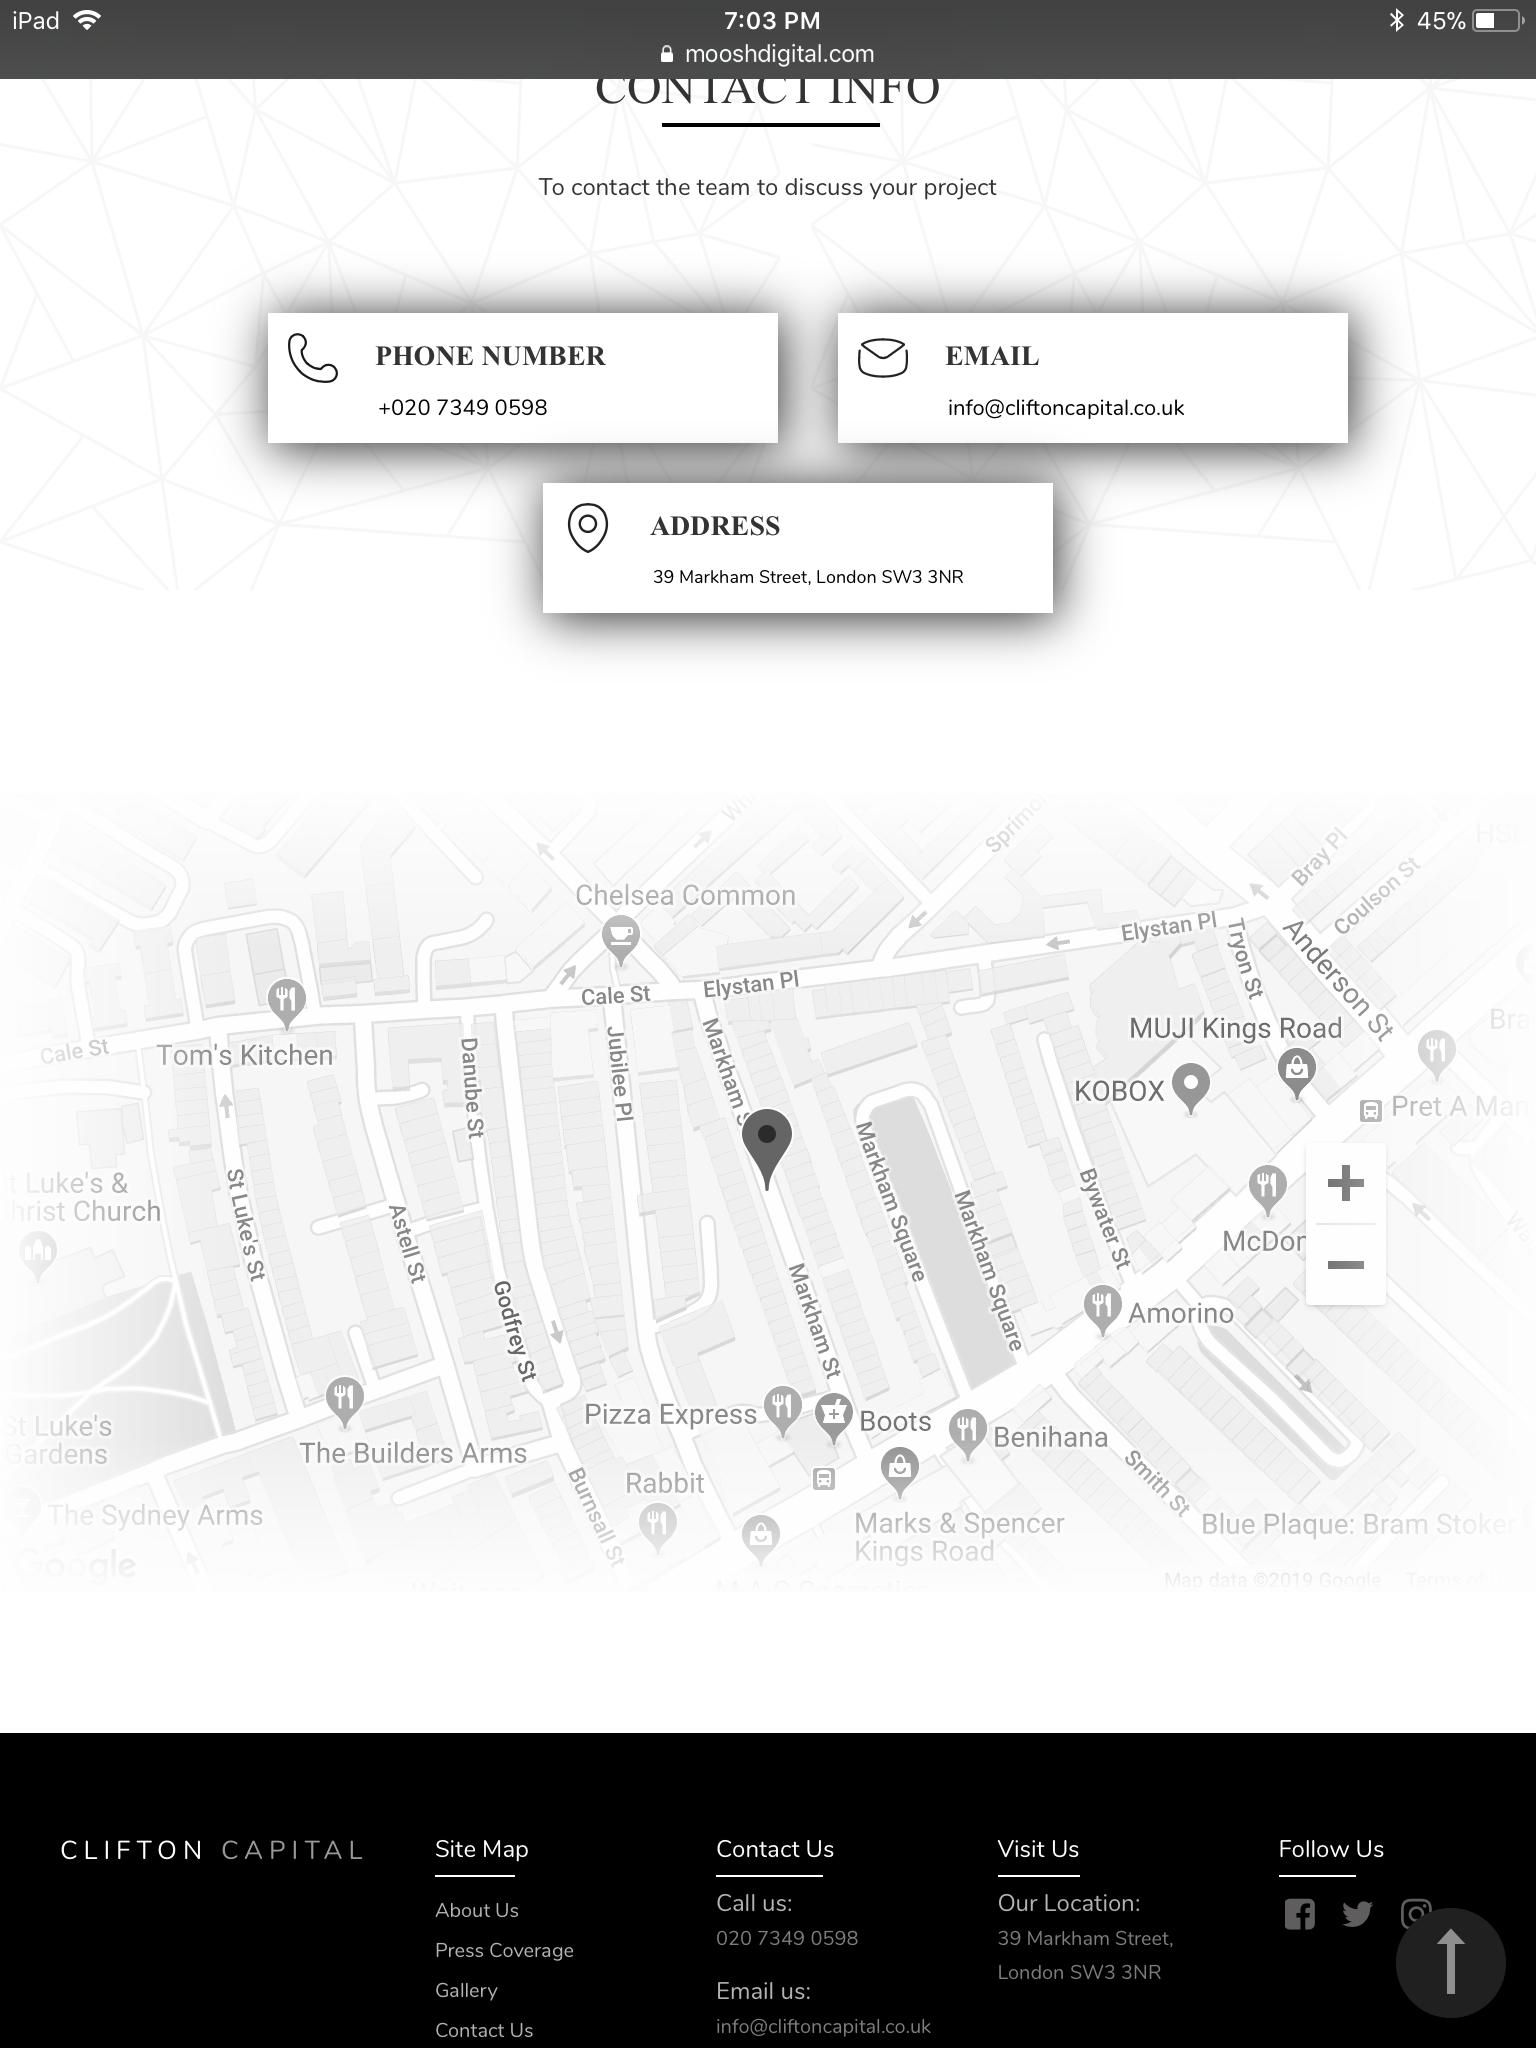 iPad 7:03 PM 45%
mooshdigital.com
CONTACT INFO
To contact the team to discuss your project
PHONE NUMBER
+020 7349 0598
EMAIL
info@cliftoncapital.co.uk
ADDRESS
39 Markham Street, London SW3 3NR
Bray Pl
Coulson St
Chelsea Common
Elystan Pl
Tryon St
Anderson St
Elystan Pl
Cale St
MUJI Kings Road
Cale St
Tom's Kitchen
Danube St
Jubilee Pl
Markham S
KOBOX
Pret A Man
Luke's &
hrist Church
St Luke's St
Astell St
Markham Square
Markham Square
Bywater St
McDon
Godfrey St
Markham St
Amorino
Pizza Express
Boots
Benihana
St Luke's
Gardens
The Builders Arms
Rabbit
Burnsall St
Smith St
The Sydney Arms
Marks & Spencer
Kings Road
Blue Plaque: Bram Stoker
Google
Map data ©2019 Google Terms of
CLIFTON CAPITAL
Site Map
About Us
Press Coverage
Gallery
Contact Us
Contact Us
Call us:
020 7349 0598
Email us:
info@cliftoncapital.co.uk
Visit Us
Our Location:
39 Markham Street,
London SW3 3NR
Follow Us